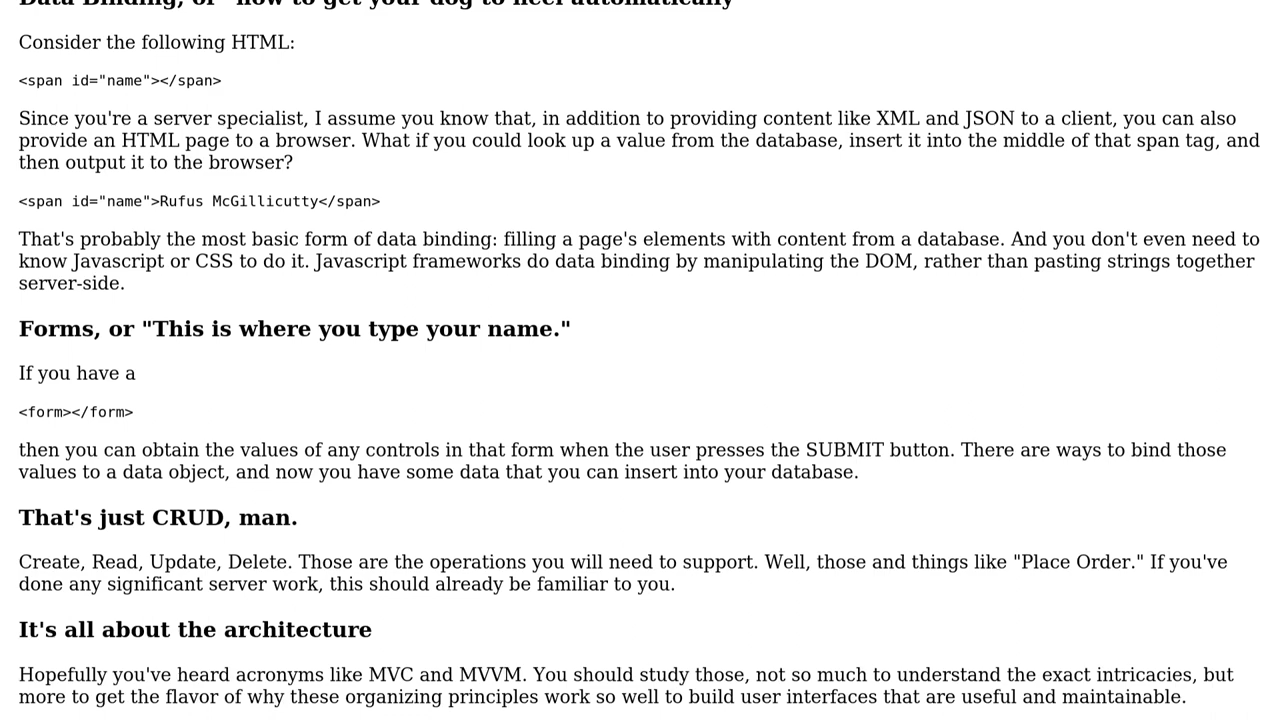 Data Binding, or "how to get your dog to heel automatically"
Consider the following HTML:
<span id="name"></span>
Since you're a server specialist, I assume you know that, in addition to providing content like XML and JSON to a client, you can also
provide an HTML page to a browser. What if you could look up a value from the database, insert it into the middle of that span tag, and
then output it to the browser?
<span id="name">Rufus McGillicutty</span>
That's probably the most basic form of data binding: filling a page's elements with content from a database. And you don't even need to
know Javascript or CSS to do it. Javascript frameworks do data binding by manipulating the DOM, rather than pasting strings together
server-side.
Forms, or "This is where you type your name."
If you have a
<form></form>
then you can obtain the values of any controls in that form when the user presses the SUBMIT button. There are ways to bind those
values to a data object, and now you have some data that you can insert into your database.
That's just CRUD, man.
Create, Read, Update, Delete. Those are the operations you will need to support. Well, those and things like "Place Order." If you've
done any significant server work, this should already be familiar to you.
It's all about the architecture
Hopefully you've heard acronyms like MVC and MVVM. You should study those, not so much to understand the exact intricacies, but
more to get the flavor of why these organizing principles work so well to build user interfaces that are useful and maintainable.